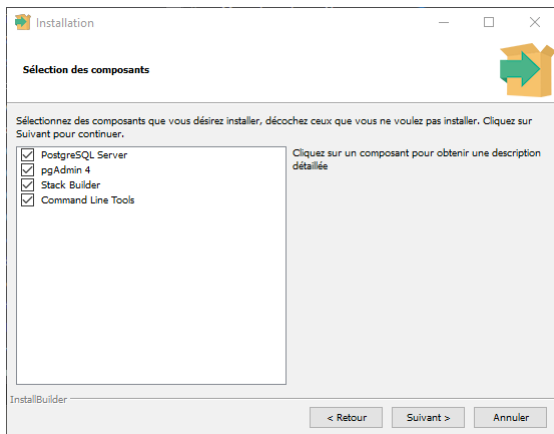 Installation
Sélection des composants
Sélectionnez des composants que vous désirez installer, décochez ceux que vous ne voulez pas installer. Cliquez sur
Suivant pour continuer.
PostgreSQL Server
pgAdmin 4
Stack Builder
Command Line Tools
Cliquez sur un composant pour obtenir une description
détaillée
InstallBuilder
< Retour
Suivant >
Annuler